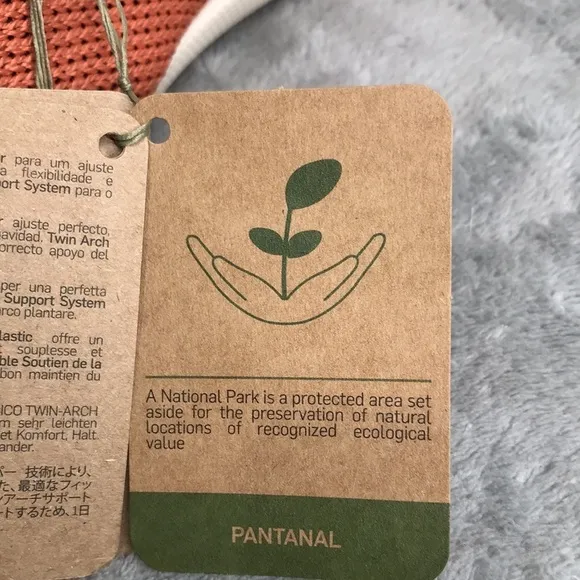 r para um ajuste
a flexibilidade e
ort System para o
r ajuste perfecto,
avidad. Twin Arch
orrecto apoyo del
per una perfetta
Support System
rco plantare.
lastic offre un
souplesse et
ble Soutien de la
bon maintien du
ICO TWIN-ARCH
m sehr leichten
et Komfort, Halt
ander.
パー 技術により、
た、最適なフィッ
ンアーチサポート
ートするため、1日
A National Park is a protected area set
aside for the preservation of natural
locations of recognized ecological
value
PANTANAL